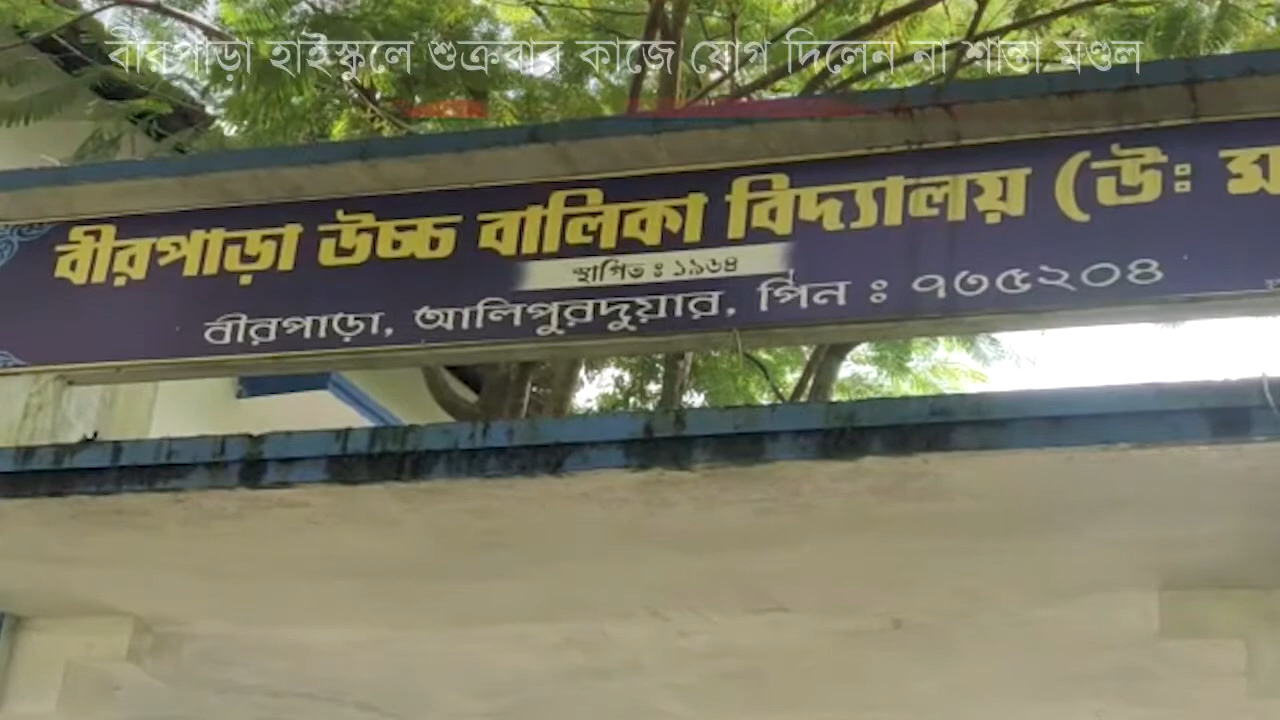 বীরপাড়া হাইস্কুলে শুক্রবার কাজে যোগ দিলেন না শান্তা মণ্ডল
বীরপাড়া উচ্চ বালিকা বিদ্যালয় (উঃ
স্থাপিত ঃ ১৯৬৪
বীরপাড়া, আলিপুরদুয়ার, পিন ঃ ৭৩৫২০৪